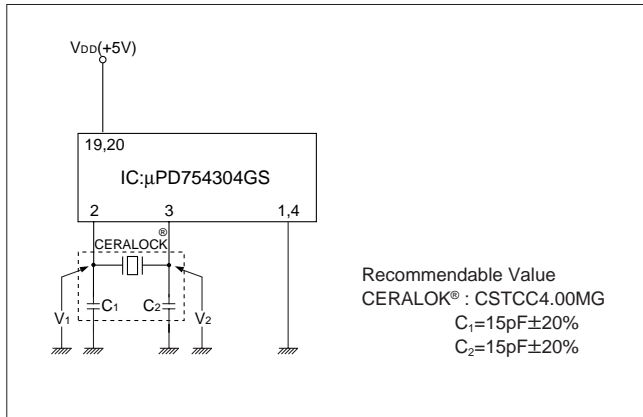 VDD(+5V)
19,20
IC:μPD754304GS
2 3 1,4
CERALOCK®
C1 C2
V1 V2
Recommendable Value
CERALOK® : CSTCC4.00MG
C1=15pF±20%
C2=15pF±20%